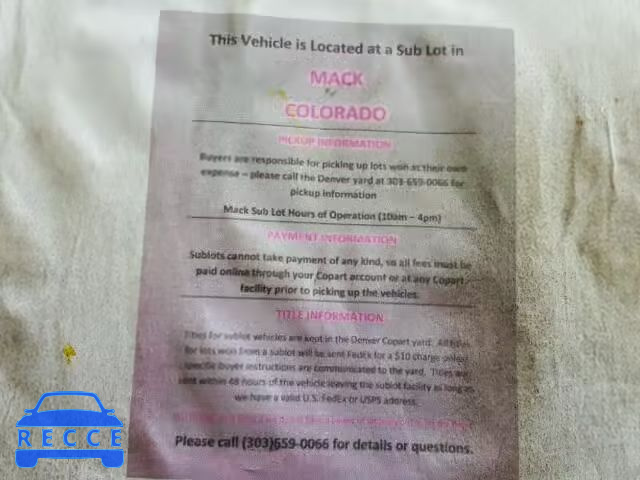 This Vehicle is Located at a Sub Lot in
MACK
COLORADO
PICKUP INFORMATION
Buyers are responsible for picking up lots won at their own
expense – please call the Denver yard at 303-659-0066 for
pickup information
Mack Sub Lot Hours of Operation (10am – 4pm)
PAYMENT INFORMATION
Sublots cannot take payment of any kind, so all fees must be
paid online through your Copart account or at any Copart
facility prior to picking up the vehicles.
TITLE INFORMATION
Titles for sublot vehicles are kept in the Denver Copart yard. All titles
for lots won from a sublot will be sent FedEx for a $10 charge unless
specific buyer instructions are communicated to the yard. Titles are
sent within 48 hours of the vehicle leaving the sublot facility as long as
we have a valid U.S. FedEx or USPS address.
Please call (303)659-0066 for details or questions.
RECCE